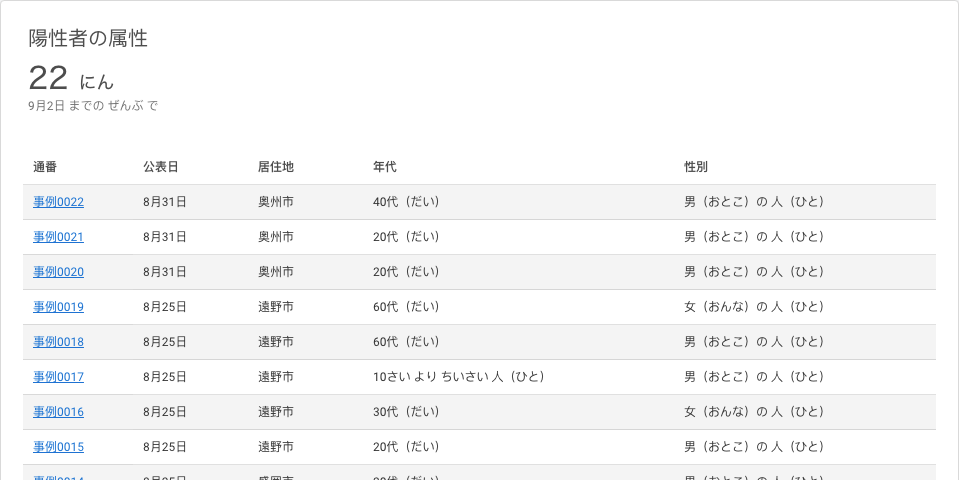 陽性者の属性
22 にん
9月2日 までの ぜんぶ で
通番 公表日 居住地 年代 性別
事例0022 8月31日 奥州市 40代（だい） 男（おとこ）の 人（ひと）
事例0021 8月31日 奥州市 20代（だい） 男（おとこ）の 人（ひと）
事例0020 8月31日 奥州市 20代（だい） 男（おとこ）の 人（ひと）
事例0019 8月25日 遠野市 60代（だい） 女（おんな）の 人（ひと）
事例0018 8月25日 遠野市 60代（だい） 男（おとこ）の 人（ひと）
事例0017 8月25日 遠野市 10さい より ちいさい 人（ひと） 男（おとこ）の 人（ひと）
事例0016 8月25日 遠野市 30代（だい） 女（おんな）の 人（ひと）
事例0015 8月25日 遠野市 20代（だい） 男（おとこ）の 人（ひと）